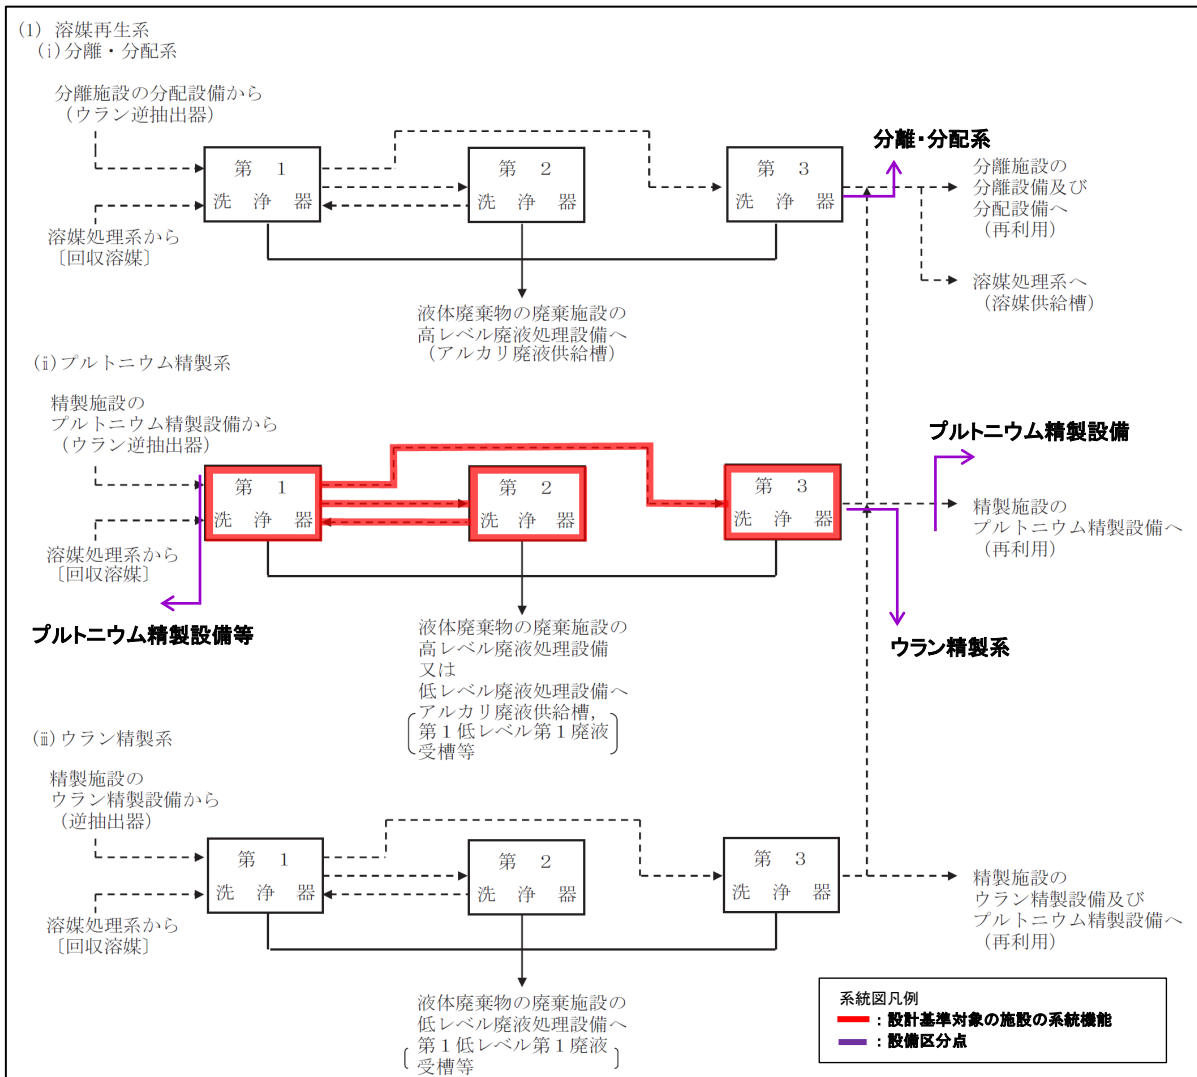 (1) 溶媒再生系
(ⅰ)分離・分配系
分離施設の分配設備から
(ウラン逆抽出器)
分離・分配系
第 1
洗 浄 器
第 2
洗 浄 器
第 3
洗 浄 器
分離施設の
分離設備及び
分配設備へ
(再利用)
溶媒処理系から
〔回収溶媒〕
溶媒処理系へ
(溶媒供給槽)
液体廃棄物の廃棄施設の
高レベル廃液処理設備へ
(アルカリ廃液供給槽)
(ⅱ)プルトニウム精製系
精製施設の
プルトニウム精製設備から
(ウラン逆抽出器)
プルトニウム精製設備
第 1
洗 浄 器
第 2
洗 浄 器
第 3
洗 浄 器
精製施設の
プルトニウム精製設備へ
(再利用)
溶媒処理系から
〔回収溶媒〕
プルトニウム精製設備等
ウラン精製系
液体廃棄物の廃棄施設の
高レベル廃液処理設備
又は
低レベル廃液処理設備へ
アルカリ廃液供給槽,
第1低レベル第1廃液
受槽等
(ⅲ)ウラン精製系
精製施設の
ウラン精製設備から
(逆抽出器)
第 1
洗 浄 器
第 2
洗 浄 器
第 3
洗 浄 器
精製施設の
ウラン精製設備及び
プルトニウム精製設備へ
(再利用)
溶媒処理系から
〔回収溶媒〕
液体廃棄物の廃棄施設の
低レベル廃液処理設備へ
第1低レベル第1廃液
受槽等
系統図凡例
：設計基準対象の施設の系統機能
：設備区分点